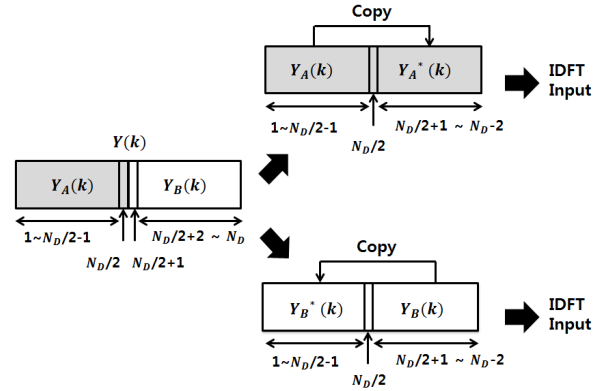 Copy
Y_A(k)
Y_A^*(k)
IDFT
Input
1~N_D/2-1
N_D/2+1 ~ N_D-2
N_D/2
Y(k)
Y_A(k)
Y_B(k)
1~N_D/2-1
N_D/2+2 ~ N_D
N_D/2
N_D/2+1
Copy
Y_B^*(k)
Y_B(k)
IDFT
Input
1~N_D/2-1
N_D/2+1 ~ N_D-2
N_D/2